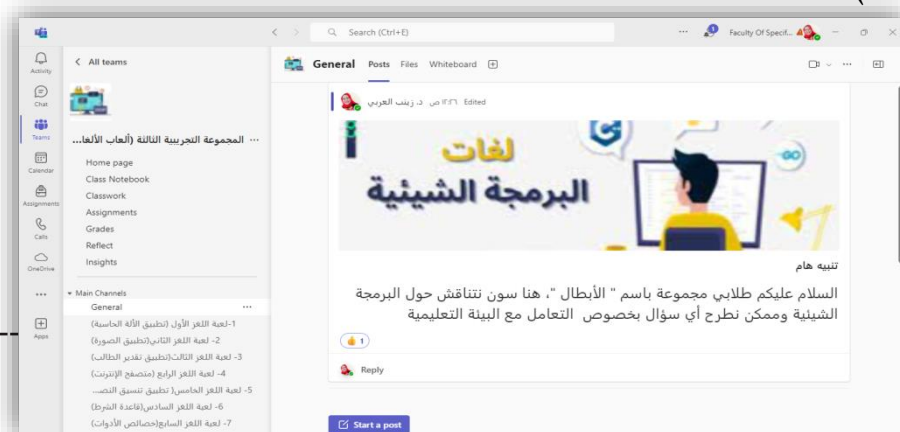 Search (Ctrl+E)
Faculty Of Specif...
Activity
Chat
Teams
Calendar
Assignments
Calls
OneDrive
Apps
All teams
المجموعة التجريبية الثالثة (ألعاب الألغا...
Home page
Class Notebook
Classwork
Assignments
Grades
Reflect
Insights
Main Channels
General
1-لعبة اللغز الأول (تطبيق الألة الحاسبة)
2- لعبة اللغز الثاني(تطبيق الصورة)
3- لعبة اللغز الثالث(تطبيق تقدير الطالب)
4- لعبة اللغز الرابع (متصفح الإنترنت)
5- لعبة اللغز الخامس( تطبيق تنسيق النصـ...
6- لعبة اللغز السادس(قاعدة الشرط)
7- لعبة اللغز السابع(خصائص الأدوات)
General Posts Files Whiteboard
د. زينب العربي ١٢:٢٦ ص Edited
لغات
البرمجة الشيئية
C
GO
تنبيه هام
السلام عليكم طلابي مجموعة باسم " الأبطال "، هنا سون نتناقش حول البرمجة
الشيئية وممكن نطرح أي سؤال بخصوص التعامل مع البيئة التعليمية
1
Reply
Start a post